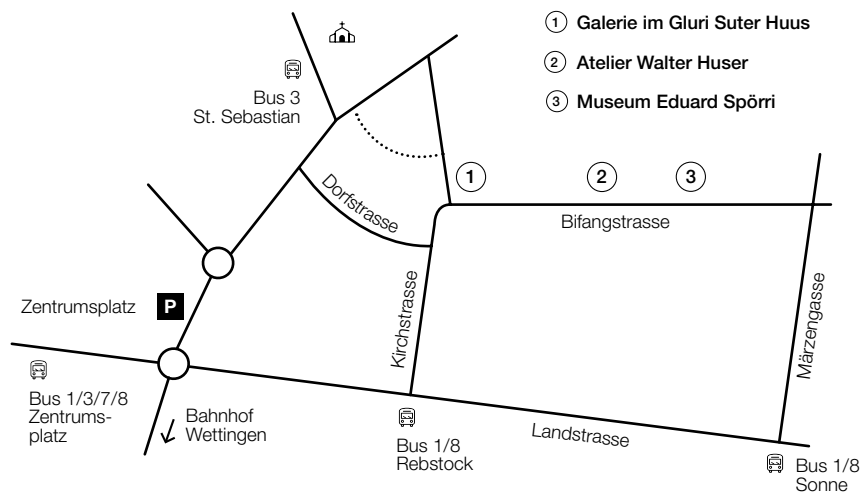 1 Galerie im Gluri Suter Huus
2 Atelier Walter Huser
3 Museum Eduard Spörri
Bus 3
St. Sebastian
Dorfstrasse
1
2
3
Bifangstrasse
Zentrumsplatz
P
Kirchstrasse
Märzengasse
Bus 1/3/7/8
Zentrums-
platz
Bahnhof
Wettingen
Bus 1/8
Rebstock
Landstrasse
Bus 1/8
Sonne